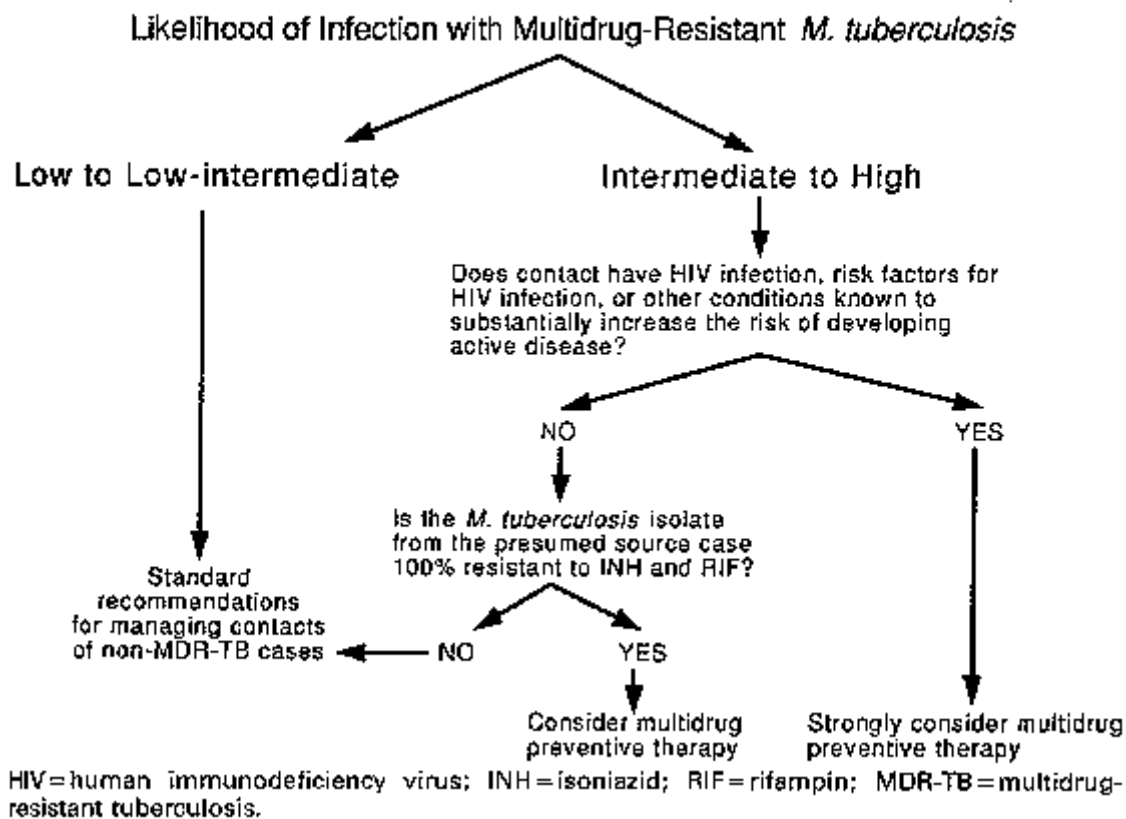 Likelihood of Infection with Multidrug-Resistant M. tuberculosis
Low to Low-intermediate
Intermediate to High
Does contact have HIV infection, risk factors for
HIV infection, or other conditions known to
substantially increase the risk of developing
active disease?
NO
YES
Is the M. tuberculosis isolate
from the presumed source case
100% resistant to INH and RIF?
Standard
recommendations
for managing contacts
of non-MDR-TB cases
NO
YES
Consider multidrug
preventive therapy
Strongly consider multidrug
preventive therapy
HIV=human immunodeficiency virus; INH=isoniazid; RIF=rifampin; MDR-TB=multidrug-
resistant tuberculosis.